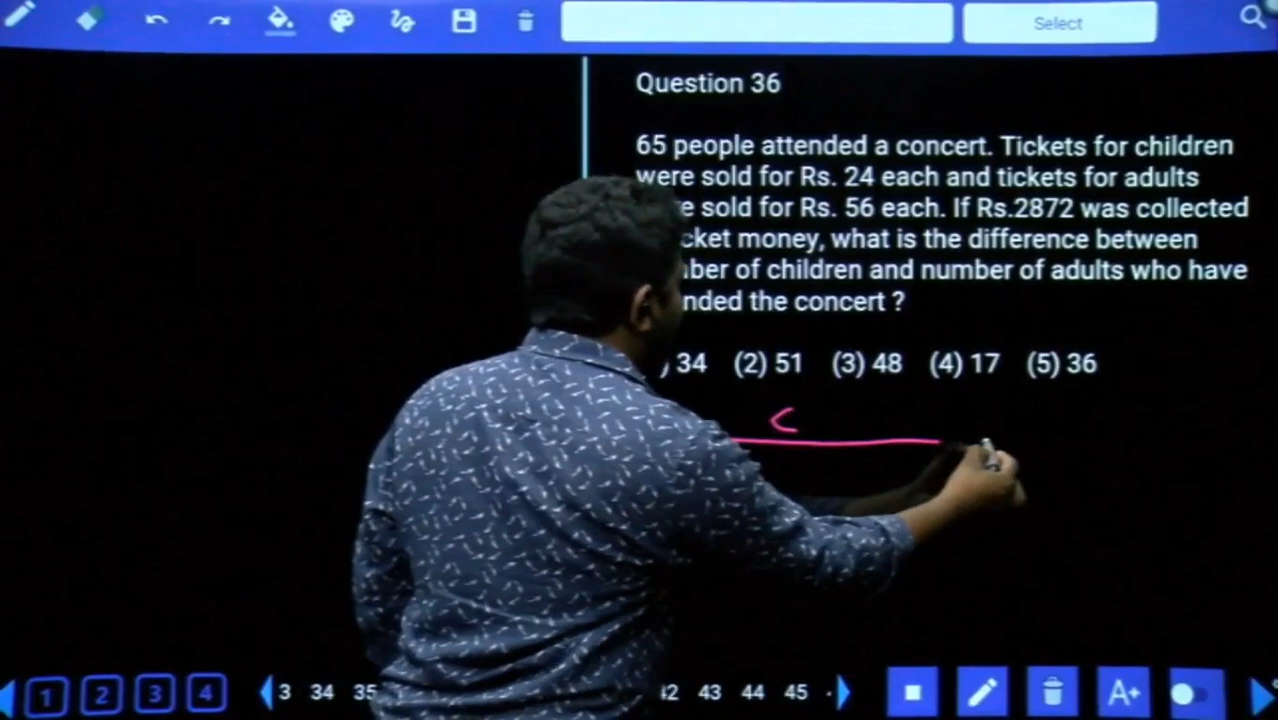 Select
Question 36
65 people attended a concert. Tickets for children
were sold for Rs. 24 each and tickets for adults
sold for Rs. 56 each. If Rs.2872 was collected
money, what is the difference between
of children and number of adults who have
the concert ?
34 (2) 51 (3) 48 (4) 17 (5) 36
C
1 2 3 4 3 34 35 42 43 44 45 A+